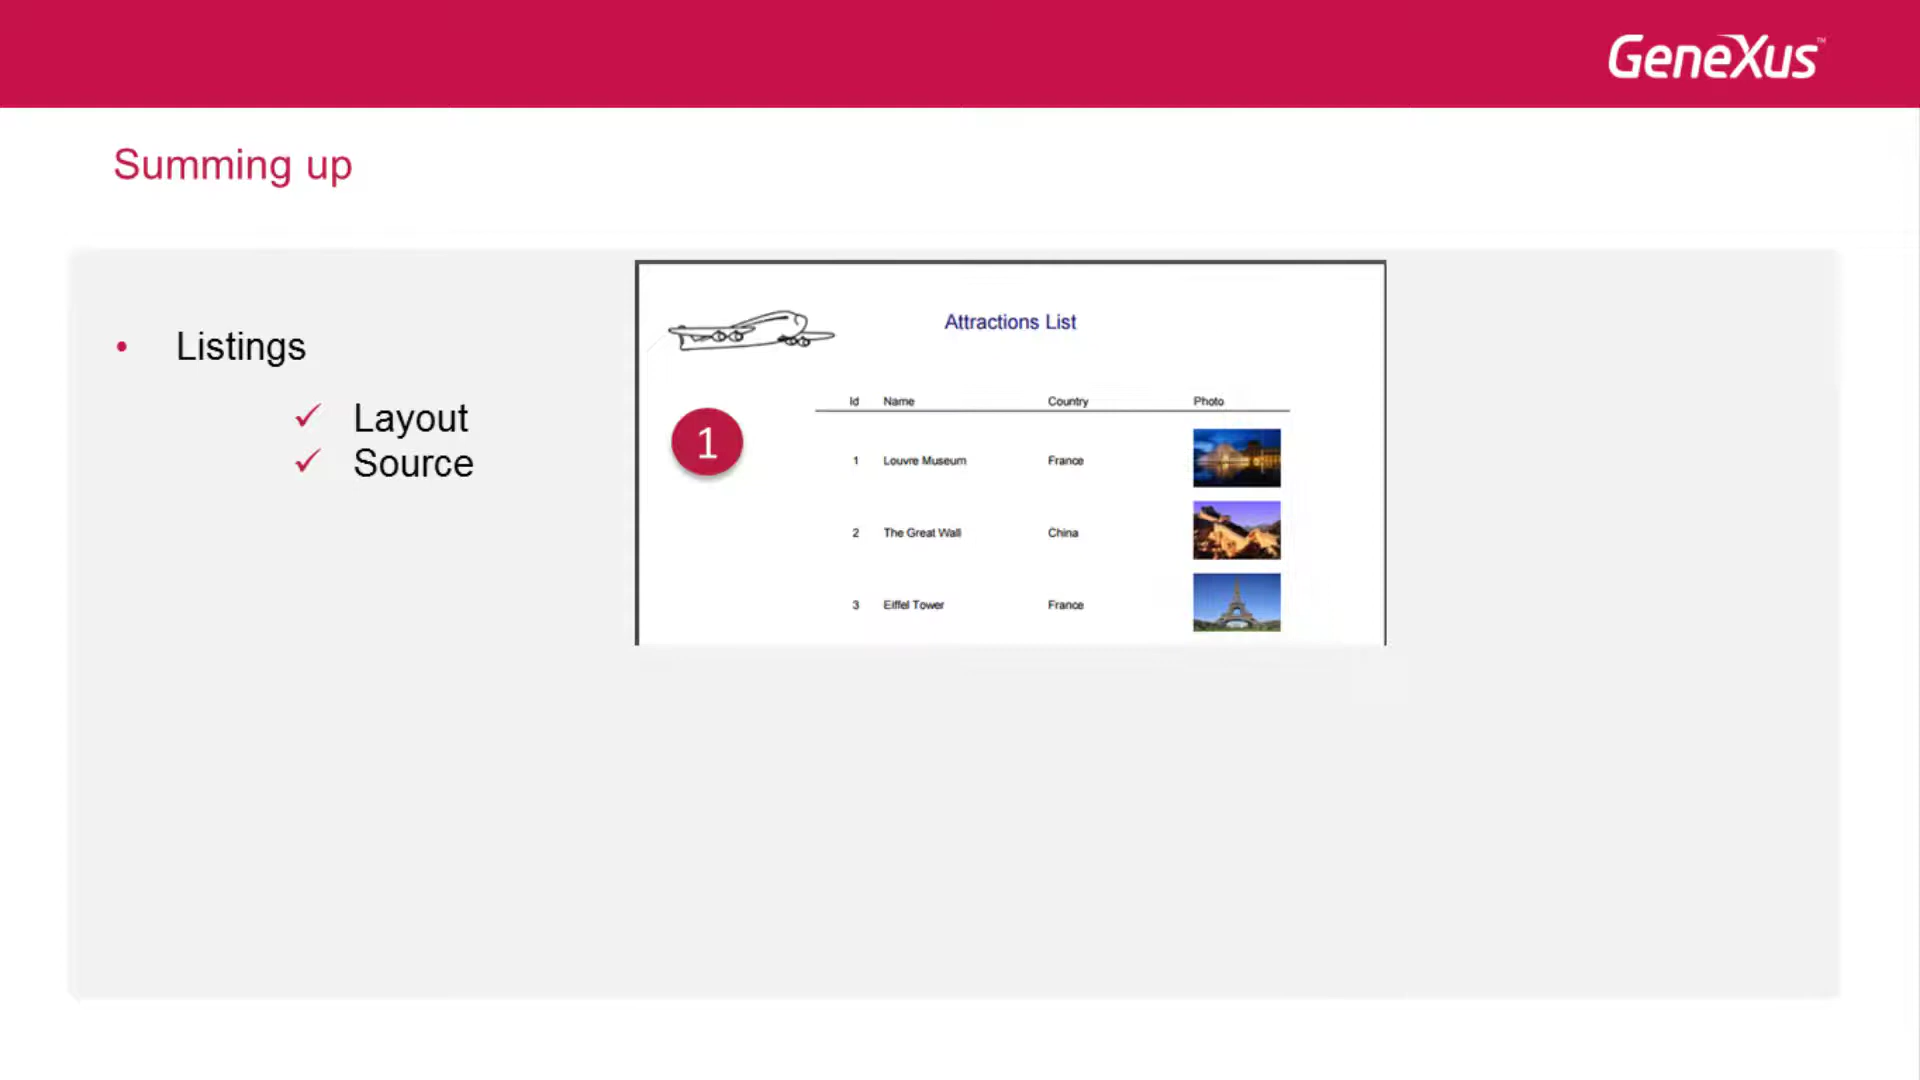 GeneXus™
Summing up
• Listings
✓ Layout
✓ Source
Attractions List
Id Name Country Photo
1
1 Louvre Museum France
2 The Great Wall China
3 Eiffel Tower France